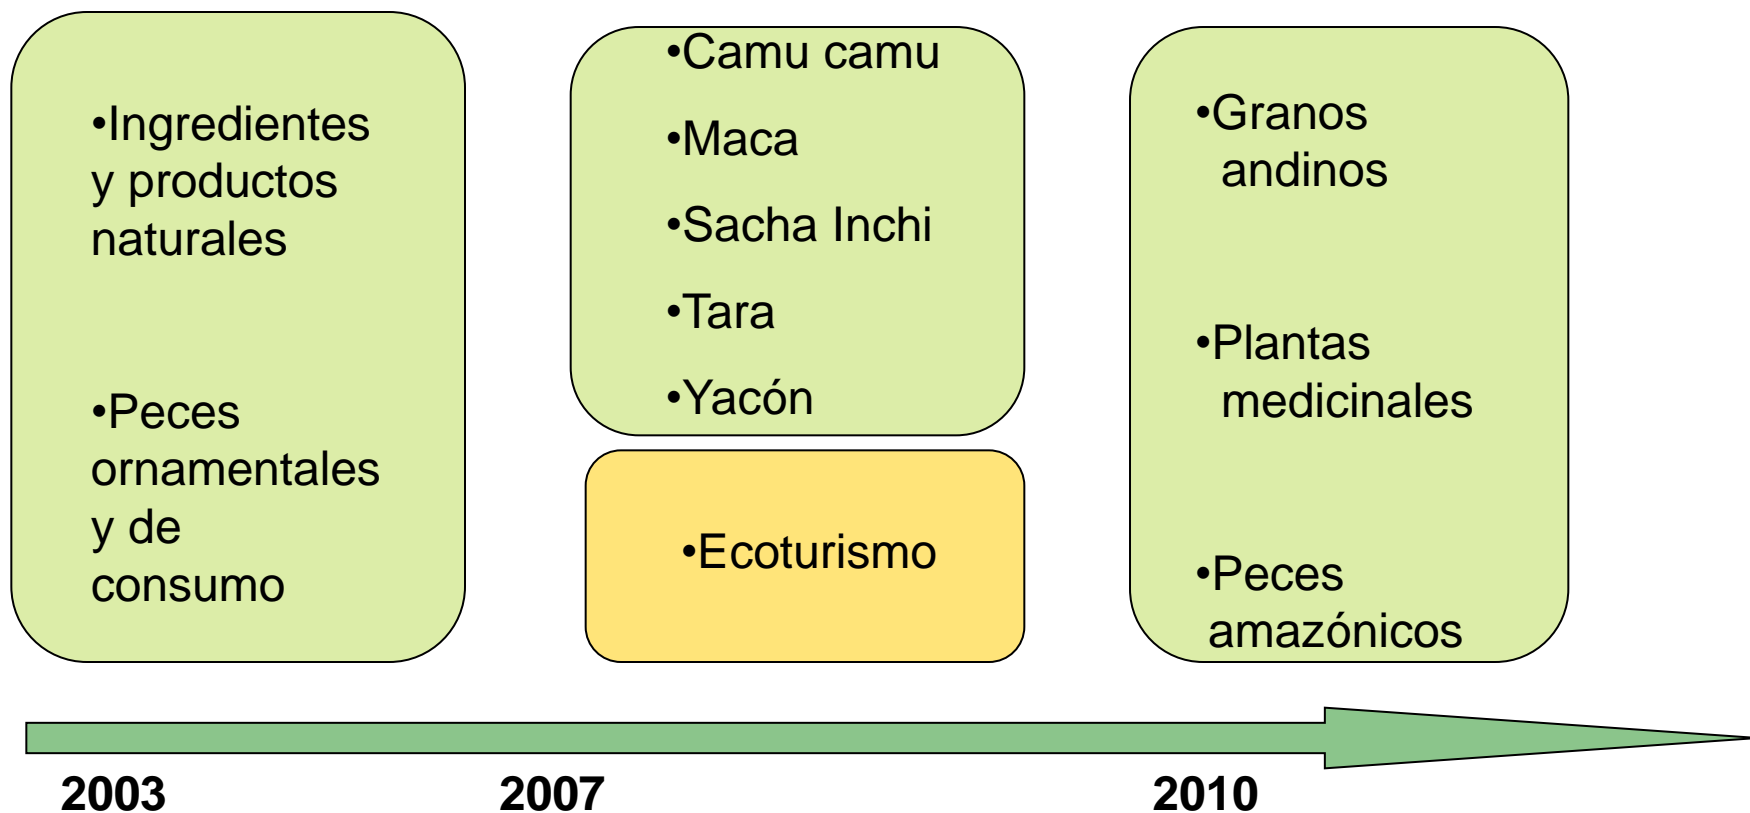 •Ingredientes
y productos
naturales
•Peces
ornamentales
y de
consumo
•Camu camu
•Maca
•Sacha Inchi
•Tara
•Yacón
•Ecoturismo
•Granos
andinos
•Plantas
medicinales
•Peces
amazónicos
2003
2007
2010